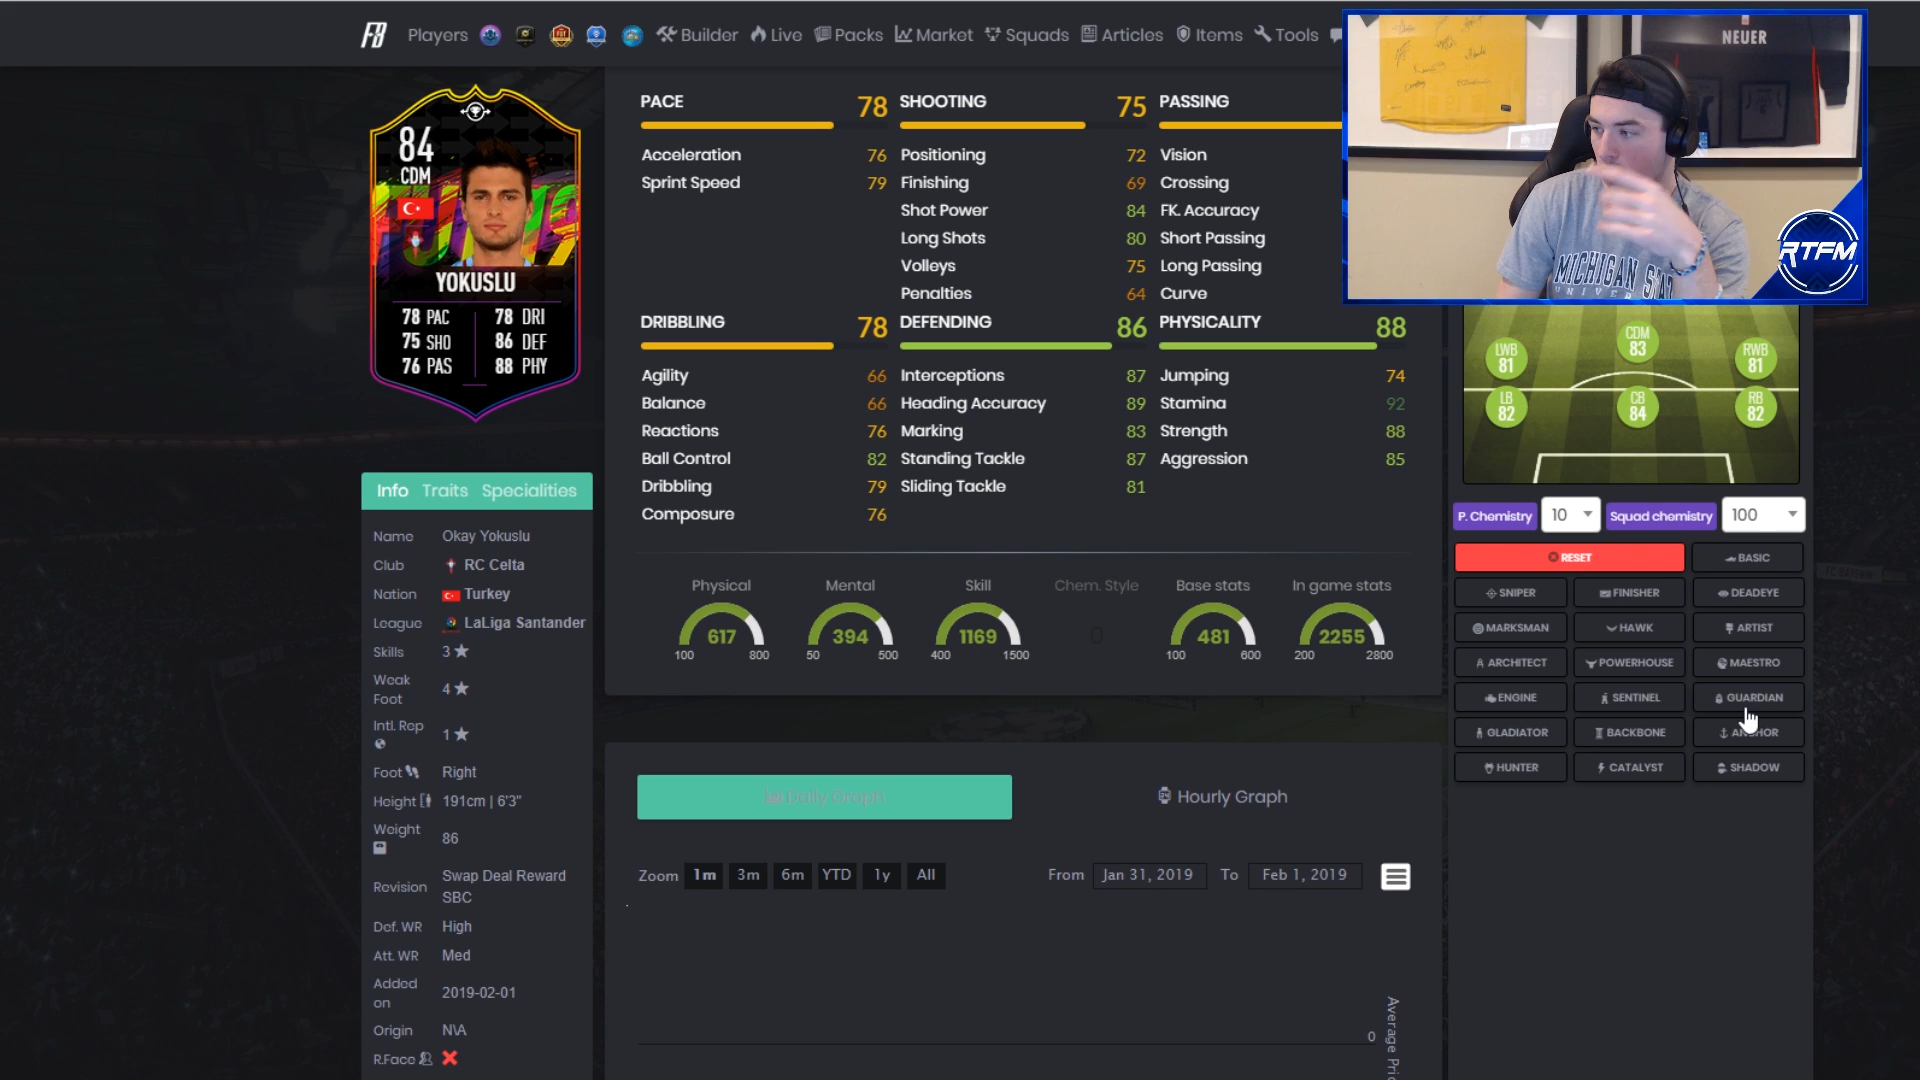 F8 Players Builder Live Packs Market Squads Articles Items Tools
NEUER
RTFM
MICHIGAN STATE
84
CDM
YOKUSLU
78 PAC 78 DRI
75 SHO 86 DEF
76 PAS 88 PHY
PACE 78 SHOOTING 75 PASSING
Acceleration 76 Positioning 72 Vision
Sprint Speed 79 Finishing 69 Crossing
Shot Power 84 FK. Accuracy
Long Shots 80 Short Passing
Volleys 75 Long Passing
Penalties 64 Curve
DRIBBLING 78 DEFENDING 86 PHYSICALITY 88
Agility 66 Interceptions 87 Jumping 74
Balance 66 Heading Accuracy 89 Stamina 92
Reactions 76 Marking 83 Strength 88
Ball Control 82 Standing Tackle 87 Aggression 85
Dribbling 79 Sliding Tackle 81
Composure 76
Physical Mental Skill Chem. Style Base stats In game stats
617 394 1169 0 481 2255
100 800 50 500 400 1500 100 600 200 2800
Info Traits Specialities
Name Okay Yokuslu
Club RC Celta
Nation Turkey
League LaLiga Santander
Skills 3
Weak Foot 4
Intl. Rep 1
Foot Right
Height 191cm | 6'3"
Weight 86
Revision Swap Deal Reward SBC
Def. WR High
Att. WR Med
Added on 2019-02-01
Origin N\A
R.Face
Daily Graph Hourly Graph
Zoom 1m 3m 6m YTD 1y All From Jan 31, 2019 To Feb 1, 2019
0
Average Pric
LWB 81 CDM 83 RWB 81
LB 82 CB 84 RB 82
P. Chemistry 10 Squad chemistry 100
RESET BASIC
SNIPER FINISHER DEADEYE
MARKSMAN HAWK ARTIST
ARCHITECT POWERHOUSE MAESTRO
ENGINE SENTINEL GUARDIAN
GLADIATOR BACKBONE ANCHOR
HUNTER CATALYST SHADOW